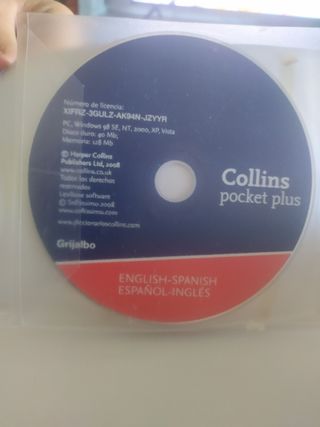 Número de licencia:
XIFRZ-3GULZ-AK94N-JZYYR
PC, Windows 98 SE, NT, 2000, XP, Vista
Disco duro: 90 Mb,
Memoria: 128 Mb
© Harper Collins
Publishers Ltd, 2008
www.collins.co.uk
Todos los derechos
reservados
Lexibase software
© Softissimo 2008
www.softissimo.com
www.diccionarioscollins.com
Grijalbo
Collins
pocket plus
ENGLISH-SPANISH
ESPAÑOL-INGLÉS